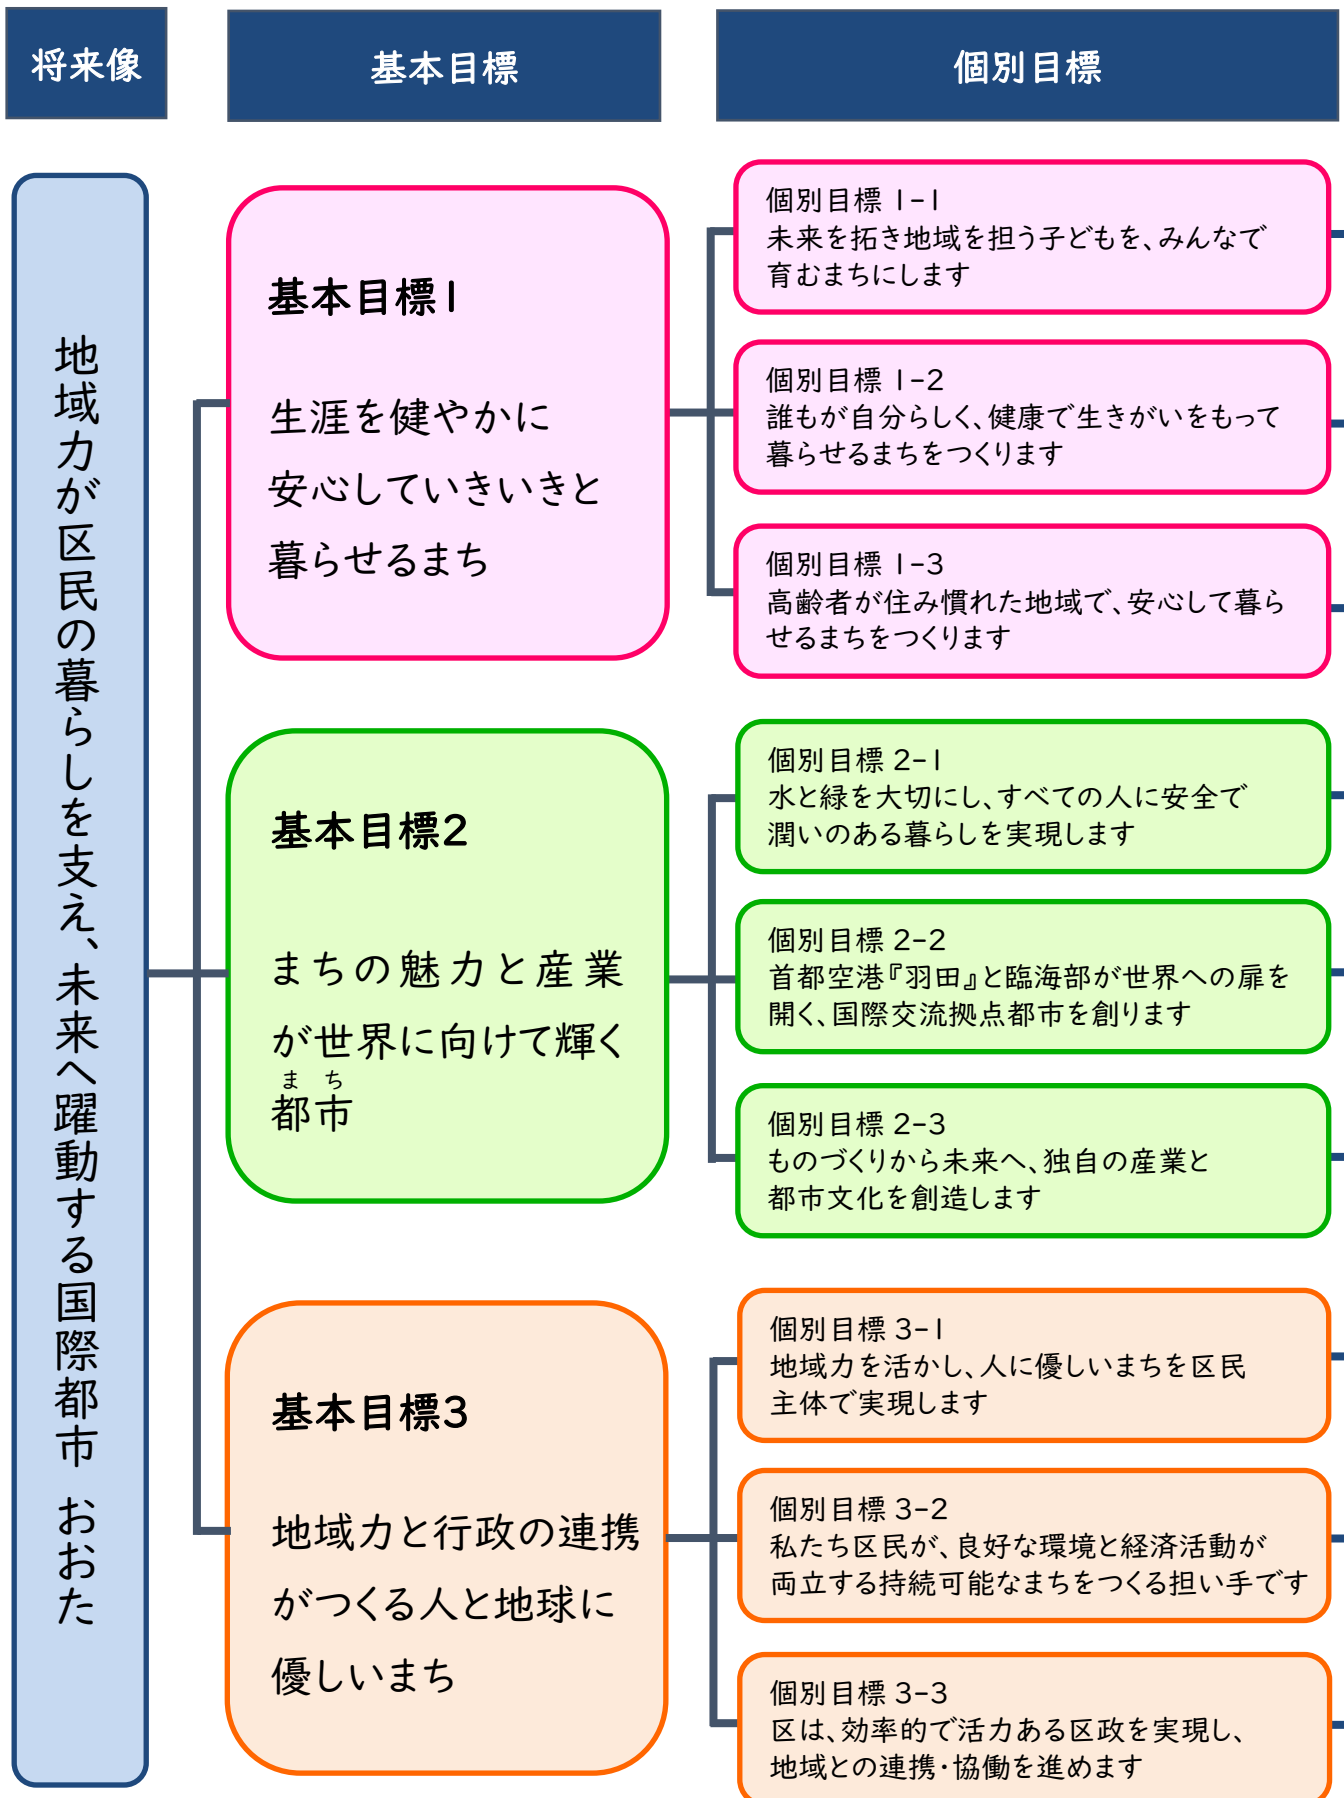 将来像
基本目標
個別目標
地域力が区民の暮らしを支え、未来へ躍動する国際都市 おおた
基本目標1
生涯を健やかに
安心していきいきと
暮らせるまち
個別目標 1-1
未来を拓き地域を担う子どもを、みんなで
育むまちにします
個別目標 1-2
誰もが自分らしく、健康で生きがいをもって
暮らせるまちをつくります
個別目標 1-3
高齢者が住み慣れた地域で、安心して暮ら
せるまちをつくります
基本目標2
まちの魅力と産業
が世界に向けて輝く
まち
都市
個別目標 2-1
水と緑を大切にし、すべての人に安全で
潤いのある暮らしを実現します
個別目標 2-2
首都空港『羽田』と臨海部が世界への扉を
開く、国際交流拠点都市を創ります
個別目標 2-3
ものづくりから未来へ、独自の産業と
都市文化を創造します
基本目標3
地域力と行政の連携
がつくる人と地球に
優しいまち
個別目標 3-1
地域力を活かし、人に優しいまちを区民
主体で実現します
個別目標 3-2
私たち区民が、良好な環境と経済活動が
両立する持続可能なまちをつくる担い手です
個別目標 3-3
区は、効率的で活力ある区政を実現し、
地域との連携・協働を進めます